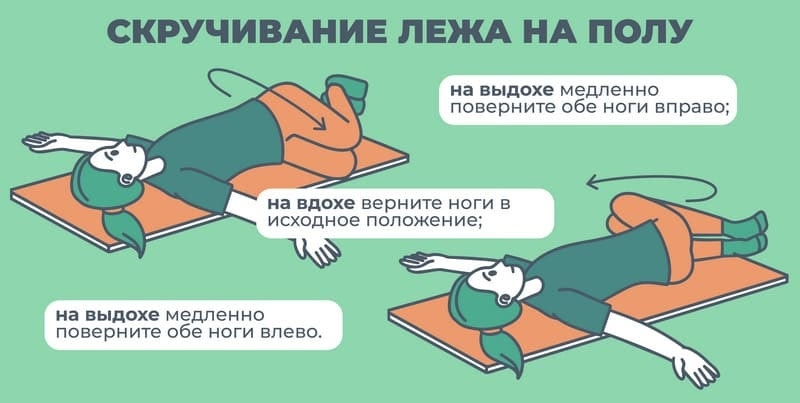 СКРУЧИВАНИЕ ЛЕЖА НА ПОЛУ
на выдохе медленно
поверните обе ноги вправо;
на вдохе верните ноги в
исходное положение;
на выдохе медленно
поверните обе ноги влево.